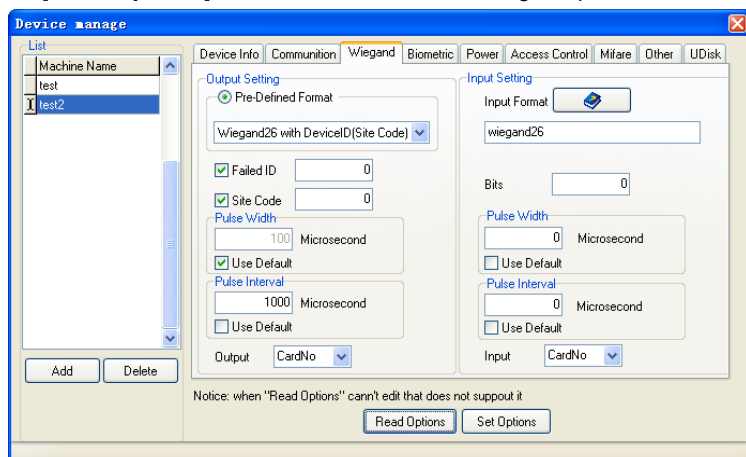 Device manage
List
Machine Name
test
test2
Add Delete
Device Info Communition Wiegand Biometric Power Access Control Mifare Other UDisk
Output Setting
Pre-Defined Format
Wiegand26 with DeviceID(Site Code)
Failed ID 0
Site Code 0
Pulse Width
100 Microsecond
Use Default
Pulse Interval
1000 Microsecond
Use Default
Output CardNo
Input Setting
Input Format
wiegand26
Bits 0
Pulse Width
0 Microsecond
Use Default
Pulse Interval
0 Microsecond
Use Default
Input CardNo
Notice: when "Read Options" cann't edit that does not suppout it
Read Options Set Options